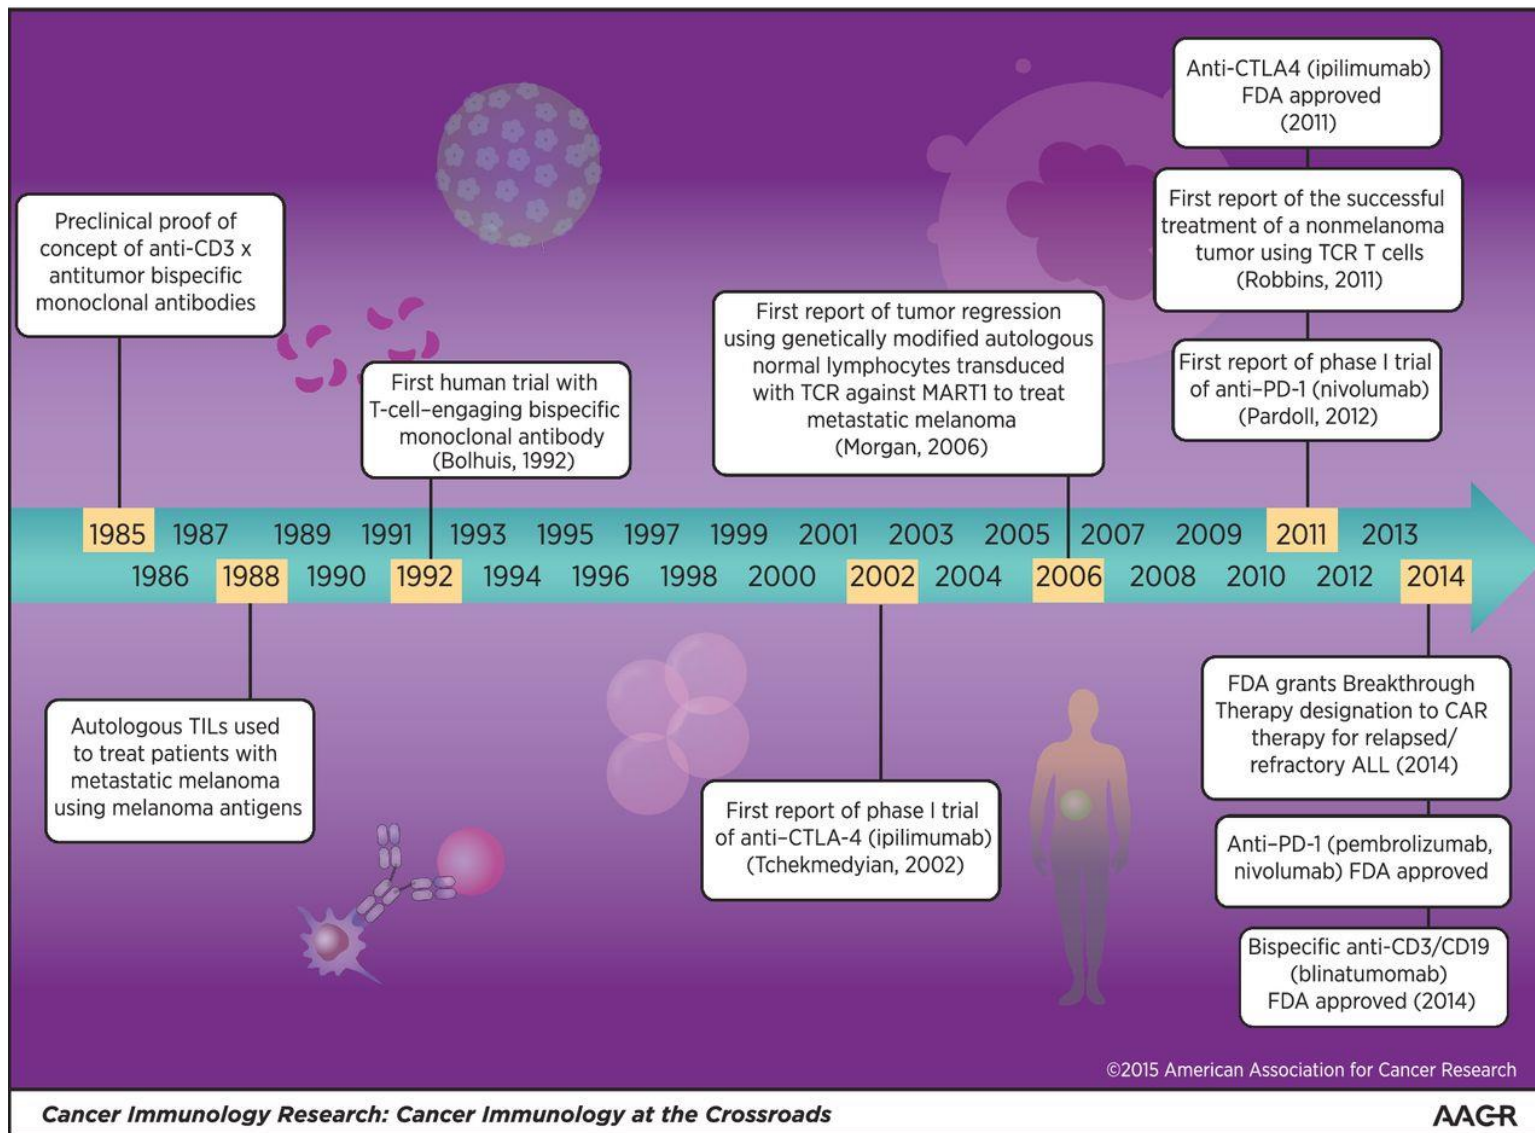 Anti-CTLA4 (ipilimumab)
FDA approved
(2011)
Preclinical proof of
concept of anti-CD3 x
antitumor bispecific
monoclonal antibodies
First report of the successful
treatment of a nonmelanoma
tumor using TCR T cells
(Robbins, 2011)
First human trial with
T-cell–engaging bispecific
monoclonal antibody
(Bolhuis, 1992)
First report of tumor regression
using genetically modified autologous
normal lymphocytes transduced
with TCR against MART1 to treat
metastatic melanoma
(Morgan, 2006)
First report of phase I trial
of anti–PD-1 (nivolumab)
(Pardoll, 2012)
1985 1987 1989 1991 1993 1995 1997 1999 2001 2003 2005 2007 2009 2011 2013
1986 1988 1990 1992 1994 1996 1998 2000 2002 2004 2006 2008 2010 2012 2014
Autologous TILs used
to treat patients with
metastatic melanoma
using melanoma antigens
First report of phase I trial
of anti–CTLA-4 (ipilimumab)
(Tchekmedyian, 2002)
FDA grants Breakthrough
Therapy designation to CAR
therapy for relapsed/
refractory ALL (2014)
Anti–PD-1 (pembrolizumab,
nivolumab) FDA approved
Bispecific anti-CD3/CD19
(blinatumomab)
FDA approved (2014)
©2015 American Association for Cancer Research
Cancer Immunology Research: Cancer Immunology at the Crossroads
AACR